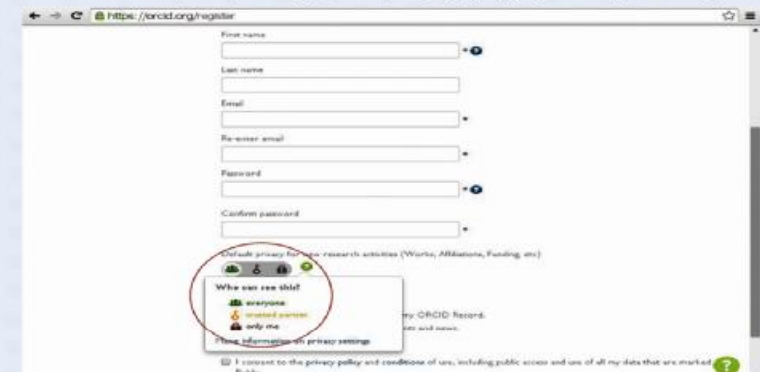 https://orcid.org/register
First name
*
Last name
Email
*
Re-enter email
*
Password
*
Confirm password
*
Default privacy for new research activities (Works, Affiliations, Funding, etc)
Who can see this?
everyone
trusted parties
only me
my ORCID Record.
and news.
More information on privacy settings
I consent to the privacy policy and conditions of use, including public access and use of all my data that are marked
Public.